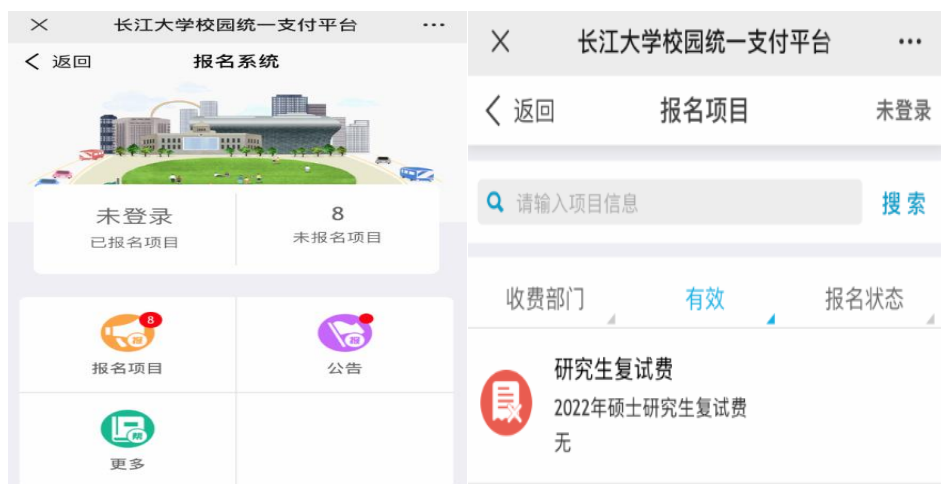 长江大学校园统一支付平台
返回 报名系统
未登录 8
已报名项目 未报名项目
8
报
报
报名项目 公告
院
更多
长江大学校园统一支付平台
返回 报名项目 未登录
请输入项目信息 搜索
收费部门 有效 报名状态
研究生复试费
2022年硕士研究生复试费
无